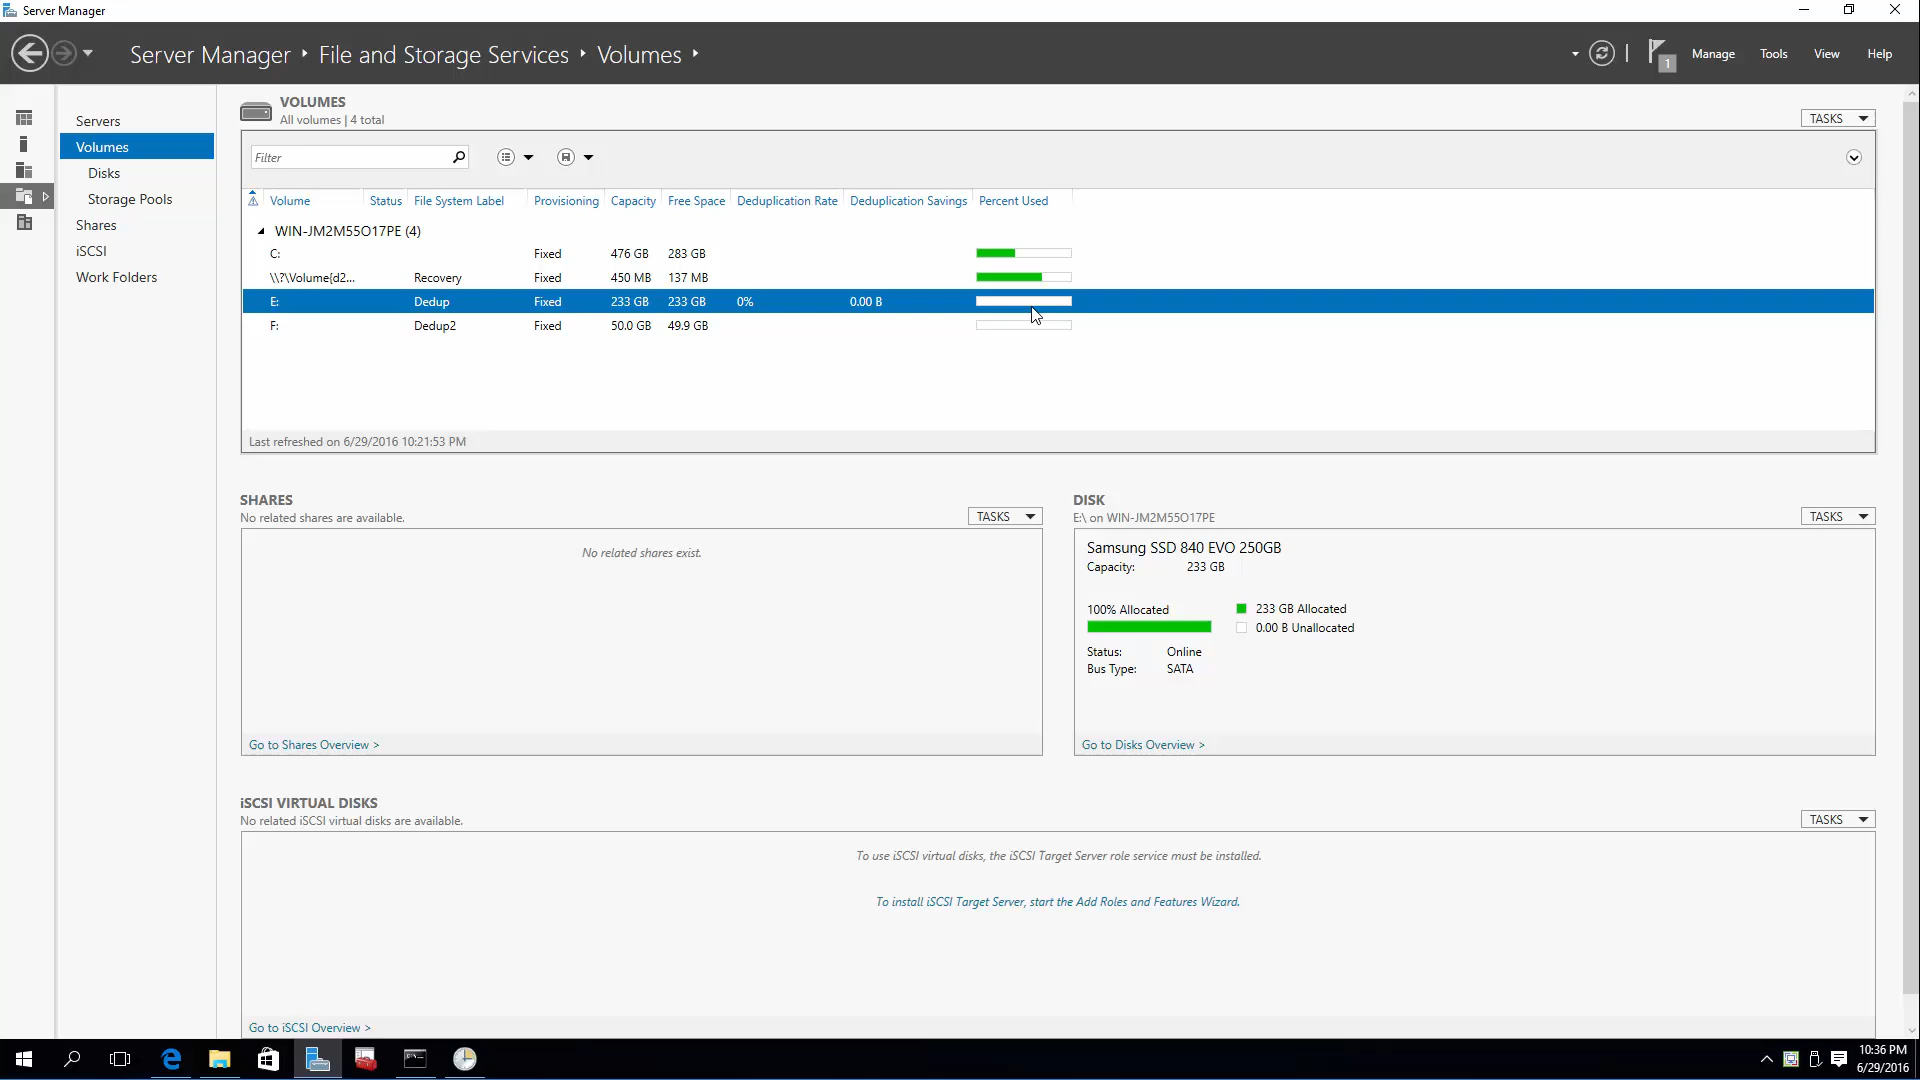 Server Manager
Server Manager ‣ File and Storage Services ‣ Volumes ‣
1
Manage Tools View Help
Servers
Volumes
Disks
Storage Pools
Shares
iSCSI
Work Folders
VOLUMES
All volumes | 4 total
TASKS
Filter
Volume Status File System Label Provisioning Capacity Free Space Deduplication Rate Deduplication Savings Percent Used
WIN-JM2M55O17PE (4)
C: Fixed 476 GB 283 GB
\\?\Volume{d2... Recovery Fixed 450 MB 137 MB
E: Dedup Fixed 233 GB 233 GB 0% 0.00 B
F: Dedup2 Fixed 50.0 GB 49.9 GB
Last refreshed on 6/29/2016 10:21:53 PM
SHARES
No related shares are available.
TASKS
No related shares exist.
Go to Shares Overview >
DISK
E:\ on WIN-JM2M55O17PE
TASKS
Samsung SSD 840 EVO 250GB
Capacity: 233 GB
100% Allocated
233 GB Allocated
0.00 B Unallocated
Status: Online
Bus Type: SATA
Go to Disks Overview >
iSCSI VIRTUAL DISKS
No related iSCSI virtual disks are available.
TASKS
To use iSCSI virtual disks, the iSCSI Target Server role service must be installed.
To install iSCSI Target Server, start the Add Roles and Features Wizard.
Go to iSCSI Overview >
10:36 PM
6/29/2016